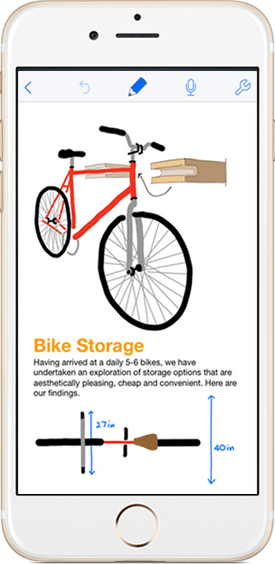 Bike Storage
Having arrived at a daily 5-6 bikes, we have
undertaken an exploration of storage options that are
aesthetically pleasing, cheap and convenient. Here are
our findings.
27in
40in